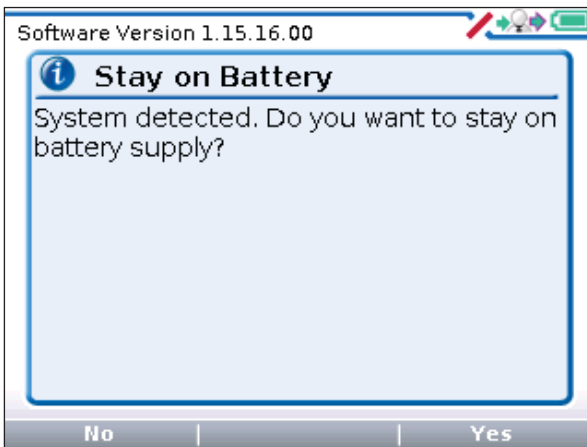 Software Version 1.15.16.00
i Stay on Battery
System detected. Do you want to stay on
battery supply?
No | | Yes